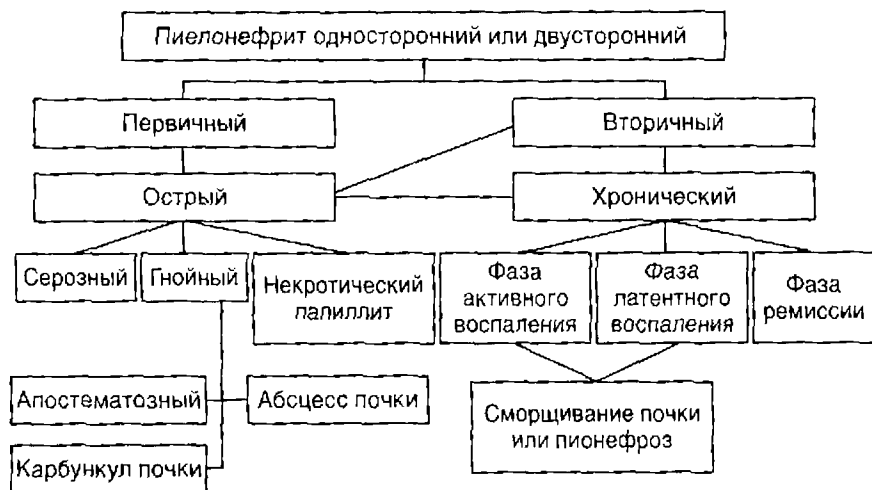 Пиелонефрит односторонний или двусторонний
Первичный
Вторичный
Острый
Хронический
Серозный
Гнойный
Некротический
палиллит
Фаза
активного
воспаления
Фаза
латентного
воспаления
Фаза
ремиссии
Апостематозный
Абсцесс почки
Карбункул почки
Сморщивание почки
или пионефроз